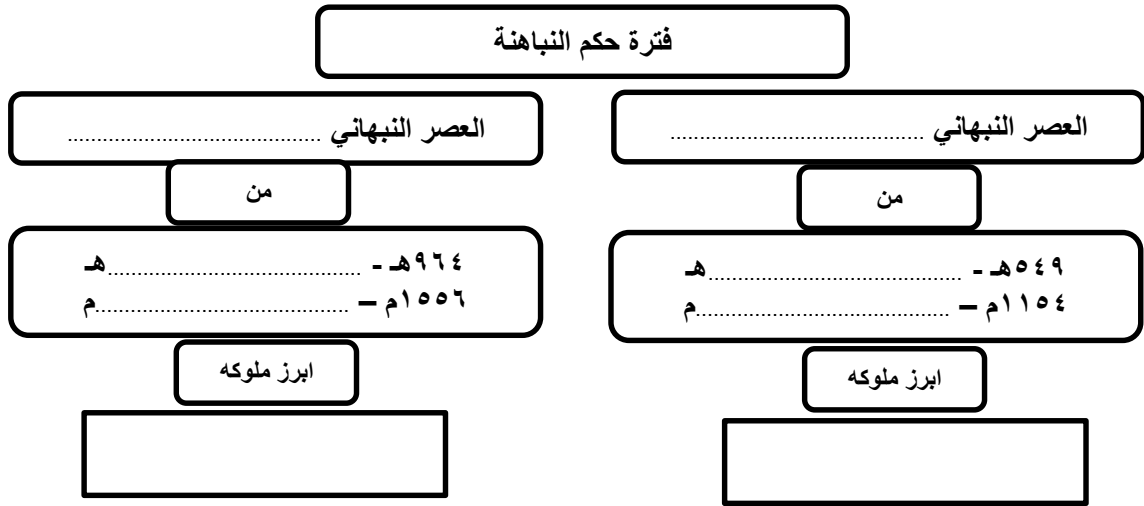 فترة حكم النباهنة
العصر النبهاني ............................................
العصر النبهاني ............................................
من
من
٥٤٩هـ - ............................................هـ
١١٥٤م – ............................................م
٩٦٤هـ - ............................................هـ
١٥٥٦م – ............................................م
ابرز ملوكه
ابرز ملوكه